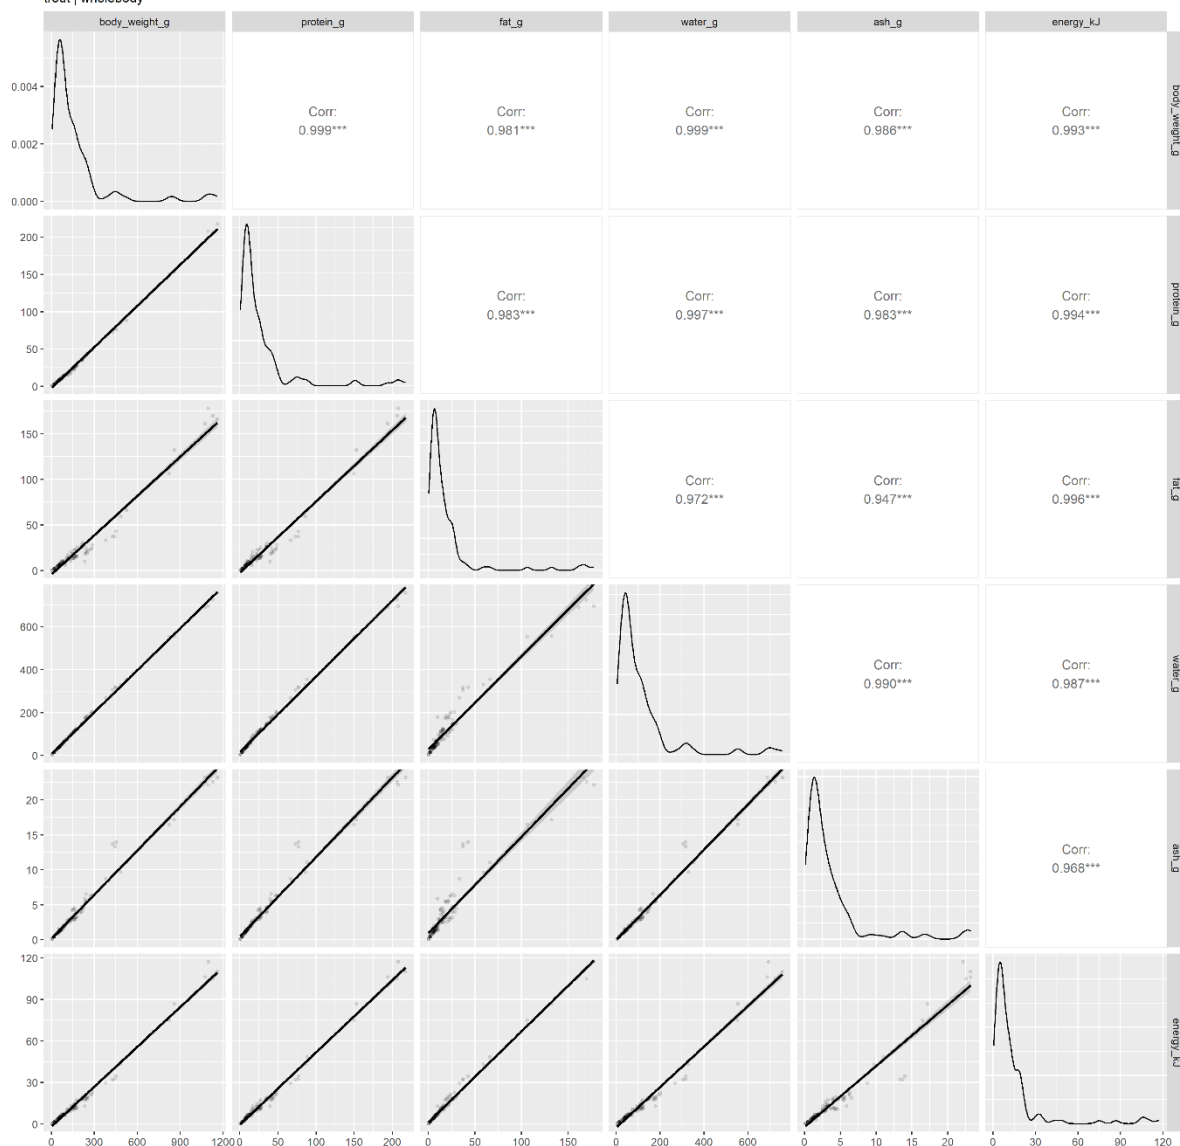 trout | wholebody
body_weight_g protein_g fat_g water_g ash_g energy_kJ
0.004
0.002
0.000
Corr:
0.999***
Corr:
0.981***
Corr:
0.999***
Corr:
0.986***
Corr:
0.993***
body_weight_g
200
150
100
50
0
Corr:
0.983***
Corr:
0.997***
Corr:
0.983***
Corr:
0.994***
protein_g
150
100
50
0
Corr:
0.972***
Corr:
0.947***
Corr:
0.996***
fat_g
600
400
200
0
Corr:
0.990***
Corr:
0.987***
water_g
20
15
10
5
0
Corr:
0.968***
ash_g
120
90
60
30
0
energy_kJ
0 300 600 900 1200
0 50 100 150 200
0 50 100 150
0 200 400 600
0 5 10 15 20
0 30 60 90 120